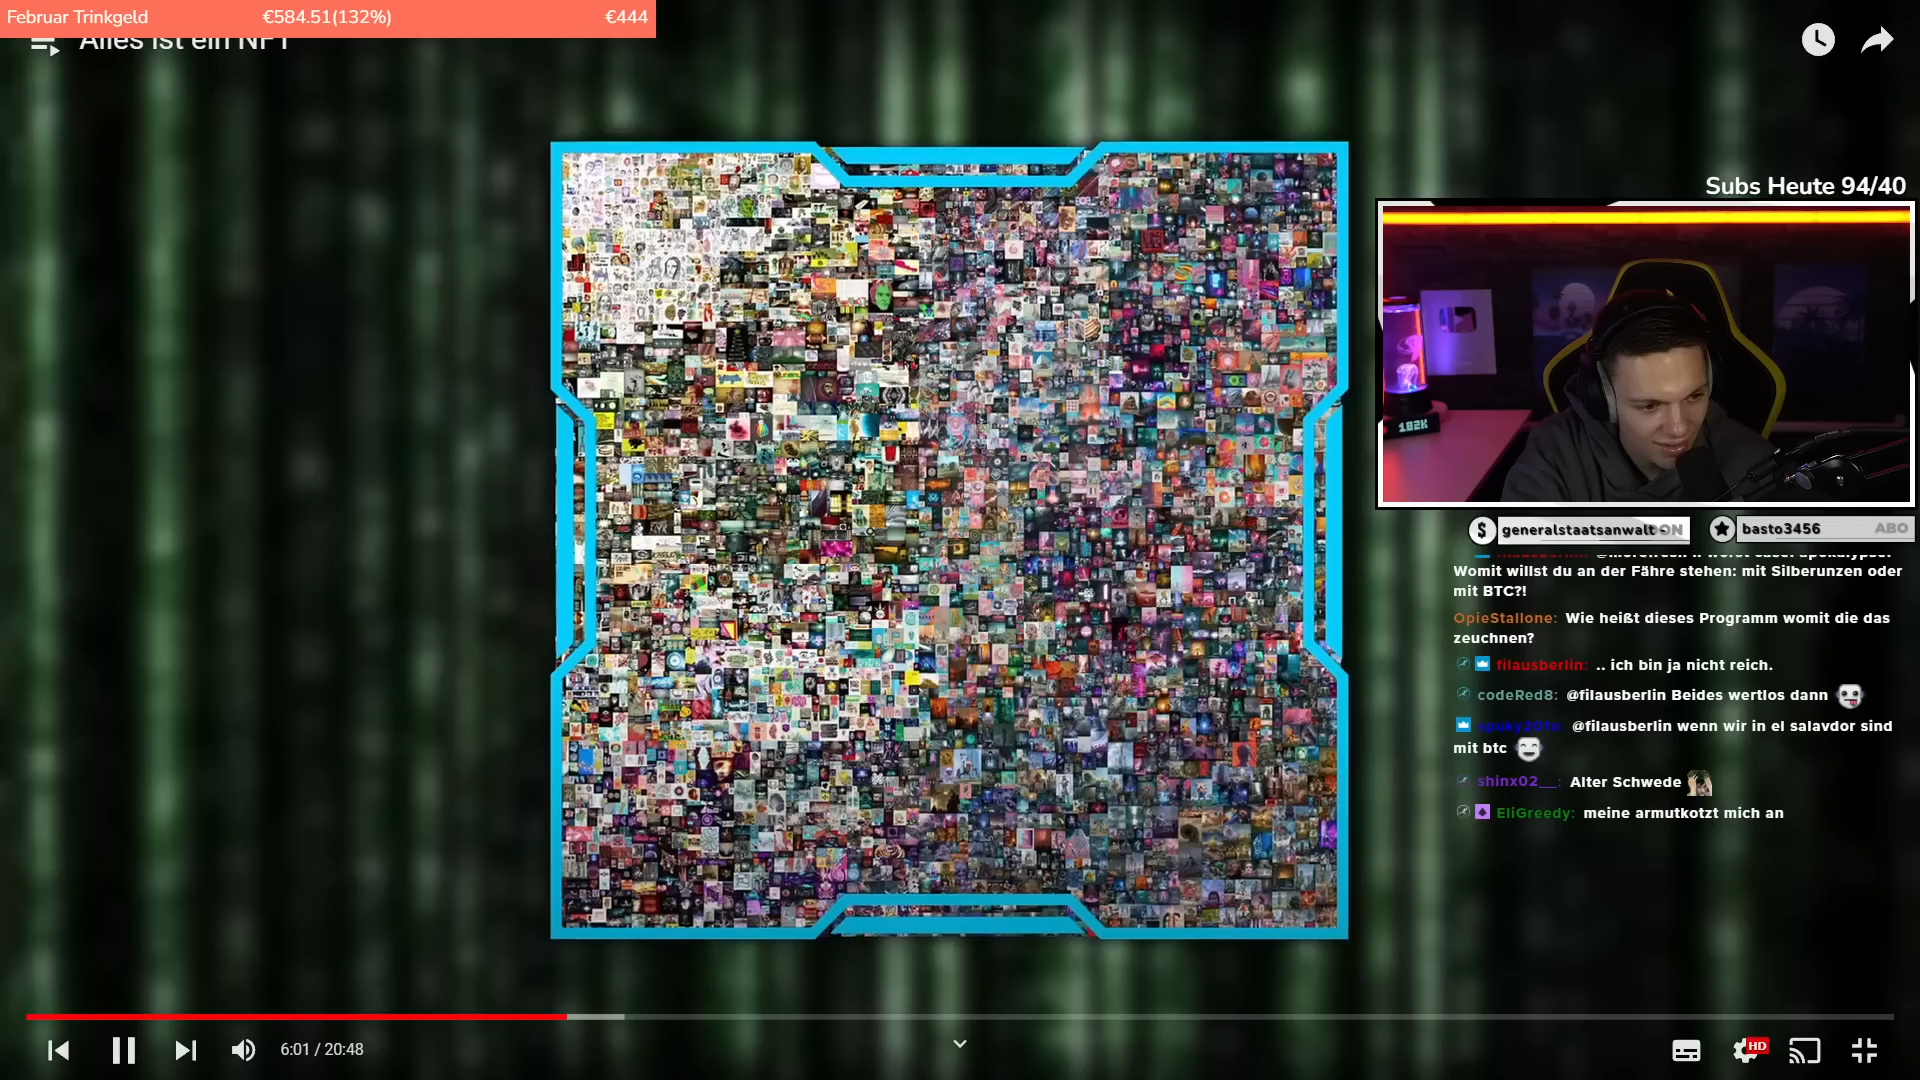 Februar Trinkgeld €584.51(132%) €444
Alles ist ein NFT
Subs Heute 94/40
182K
generalstaatsanwalt
basto3456 ABO
Womit willst du an der Fähre stehen: mit Silberunzen oder
mit BTC?!
OpieStallone: Wie heißt dieses Programm womit die das
zeuchnen?
filausberlin: .. ich bin ja nicht reich.
codeRed8: @filausberlin Beides wertlos dann
@filausberlin wenn wir in el salavdor sind
mit btc
shinx02__: Alter Schwede
EliGreedy: meine armutkotzt mich an
6:01 / 20:48
HD